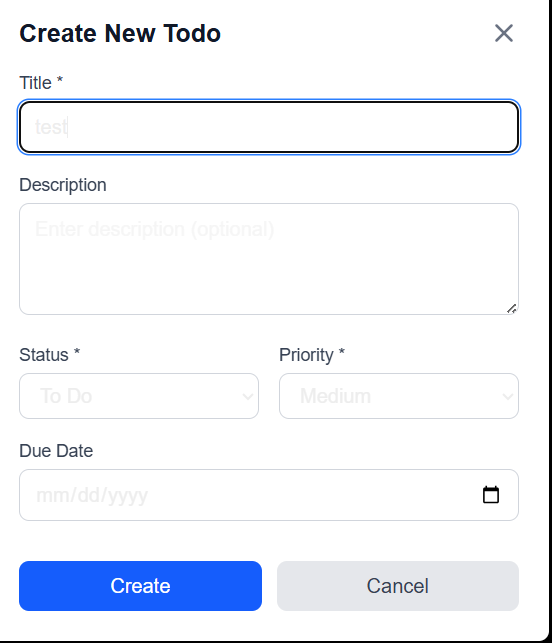 Create New Todo
Title *
test
Description
Enter description (optional)
Status * Priority *
To Do Medium
Due Date
mm/dd/yyyy
Create Cancel